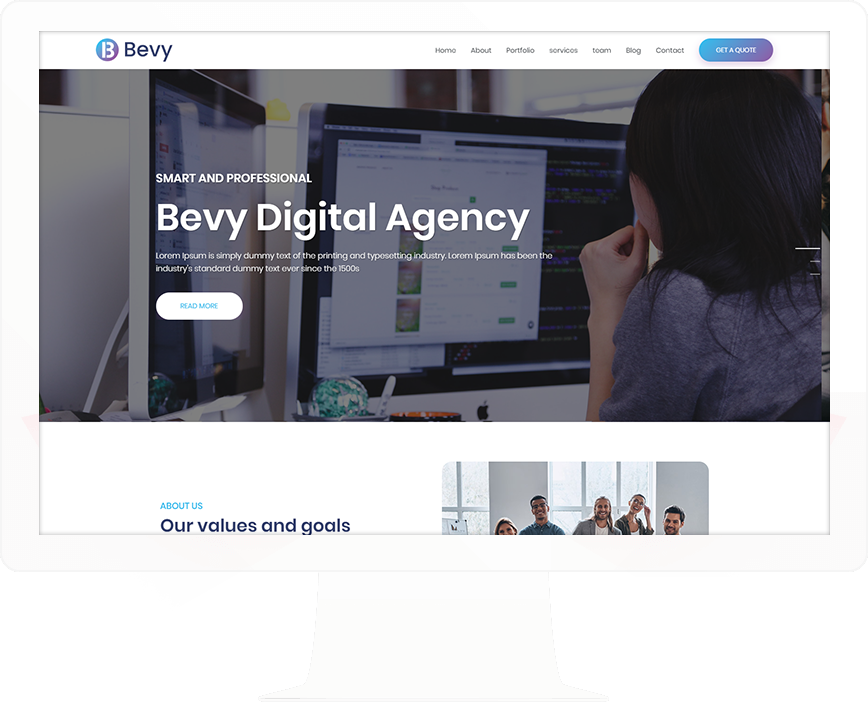 Bevy
Home About Portfolio services team Blog Contact GET A QUOTE
SMART AND PROFESSIONAL
Bevy Digital Agency
Lorem Ipsum is simply dummy text of the printing and typesetting industry. Lorem Ipsum has been the
industry's standard dummy text ever since the 1500s
READ MORE
ABOUT US
Our values and goals